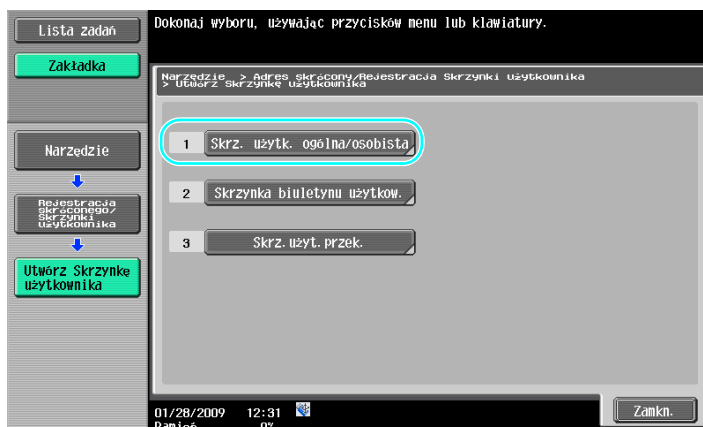 Lista zadań
Zakładka
Dokonaj wyboru, używając przycisków menu lub klawiatury.
Narzędzie > Adres skrócony/Rejestracja Skrzynki użytkownika
> Utwórz Skrzynkę użytkownika
Narzędzie
Rejestracja
skróconego/
Skrzynki
użytkownika
Utwórz Skrzynkę
użytkownika
1 Skrz. użytk. ogólna/osobista
2 Skrzynka biuletynu użytkow.
3 Skrz.użyt.przek.
01/28/2009 12:31
Pamięć 0%
Zamkn.